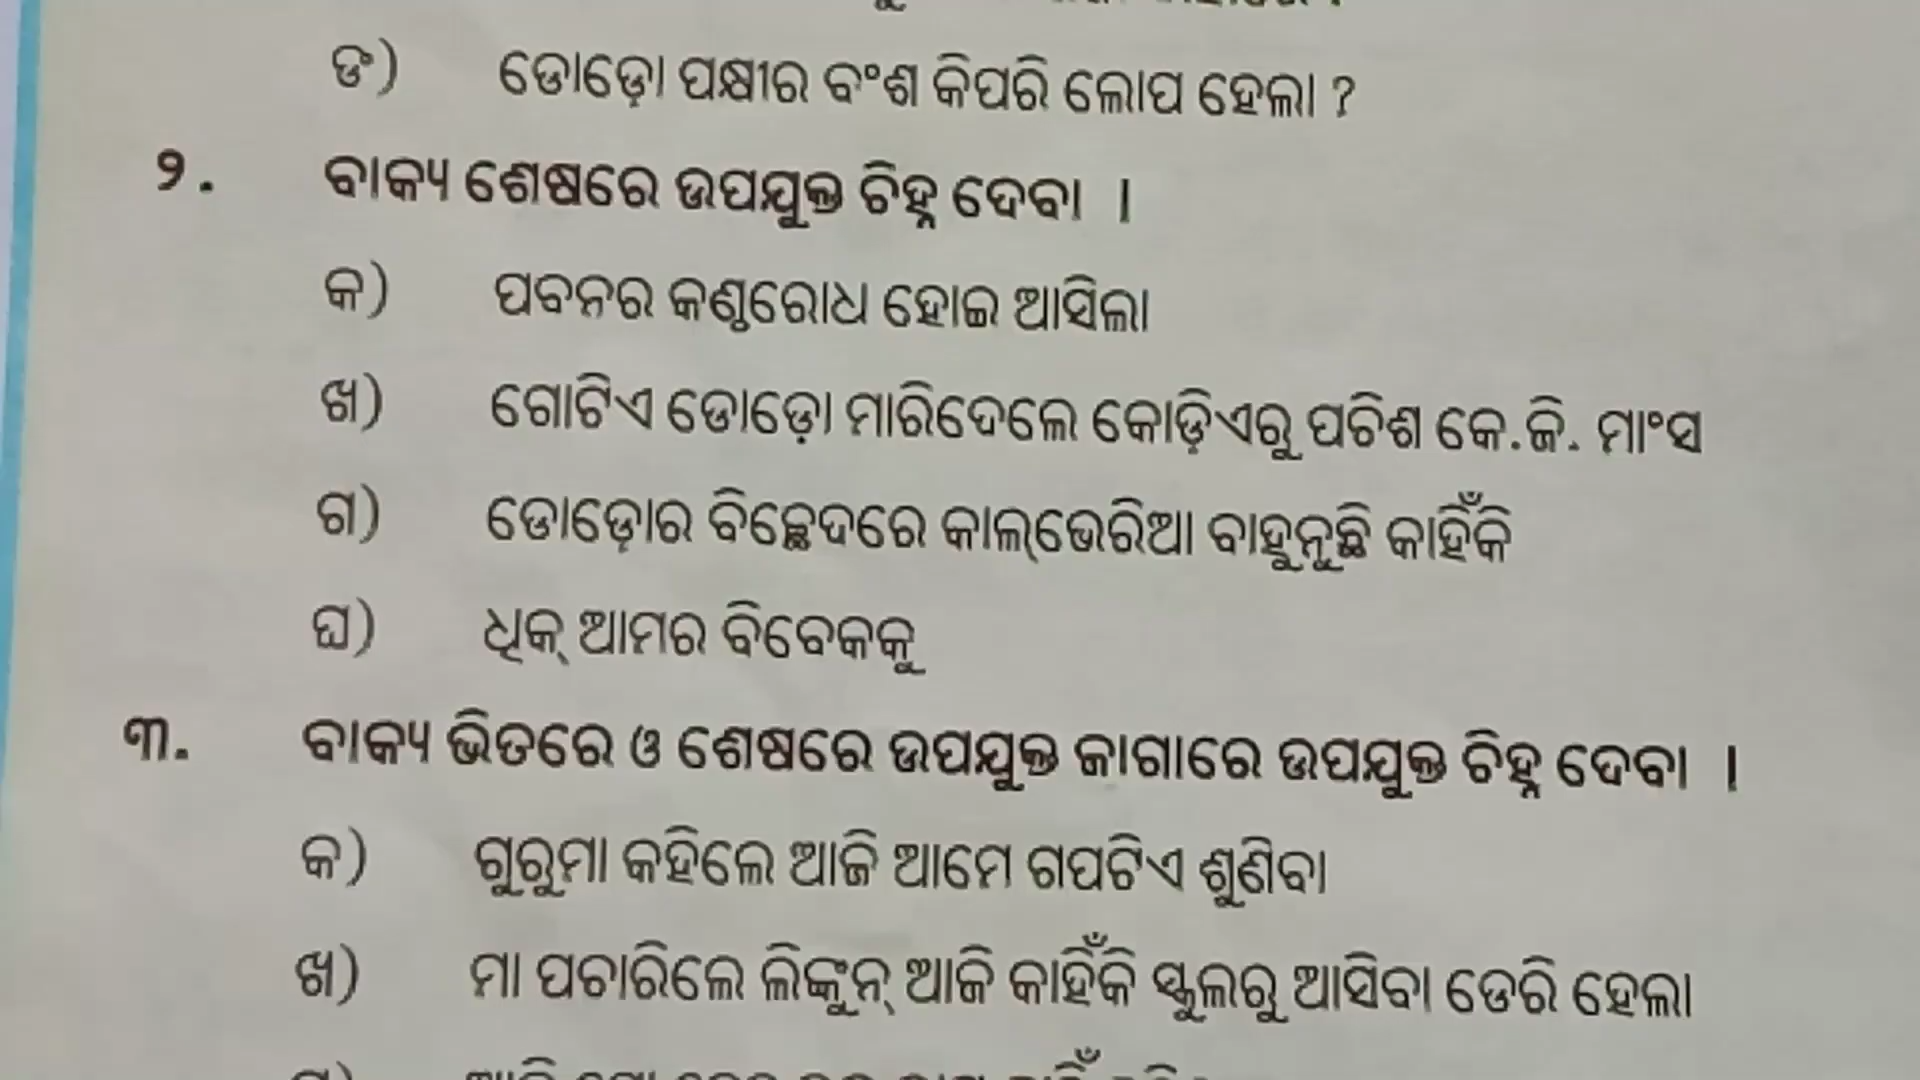 ଙ) ଡୋଡ଼ୋ ପକ୍ଷୀର ବଂଶ କିପରି ଲୋପ ହେଲା ?
୨. ବାକ୍ୟ ଶେଷରେ ଉପଯୁକ୍ତ ଚିହ୍ନ ଦେବା ।
କ) ପବନର କଣ୍ଠରୋଧ ହୋଇ ଆସିଲା
ଖ) ଗୋଟିଏ ଡୋଡ଼ୋ ମାରିଦେଲେ କୋଡ଼ିଏରୁ ପଚିଶ କେ.ଜି. ମାଂସ
ଗ) ଡୋଡ଼ୋର ବିଚ୍ଛେଦରେ କାଲ୍‌ଭେରିଆ ବାହୁନୁଛି କାହିଁକି
ଘ) ଧିକ୍ ଆମର ବିବେକକୁ
୩. ବାକ୍ୟ ଭିତରେ ଓ ଶେଷରେ ଉପଯୁକ୍ତ ଜାଗାରେ ଉପଯୁକ୍ତ ଚିହ୍ନ ଦେବା ।
କ) ଗୁରୁମା କହିଲେ ଆଜି ଆମେ ଗପଟିଏ ଶୁଣିବା
ଖ) ମା ପଚାରିଲେ ଲିଙ୍କୁନ୍ ଆଜି କାହିଁକି ସ୍କୁଲରୁ ଆସିବା ଡେରି ହେଲା